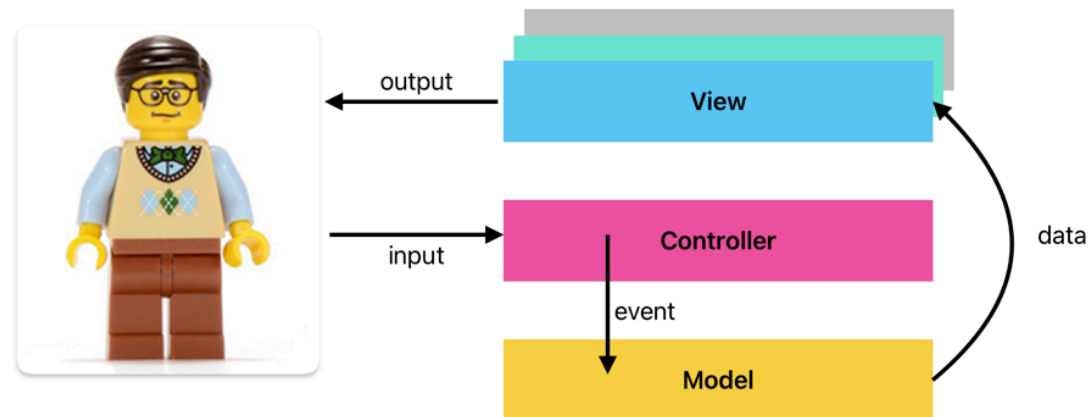 output
View
input
Controller
data
event
Model